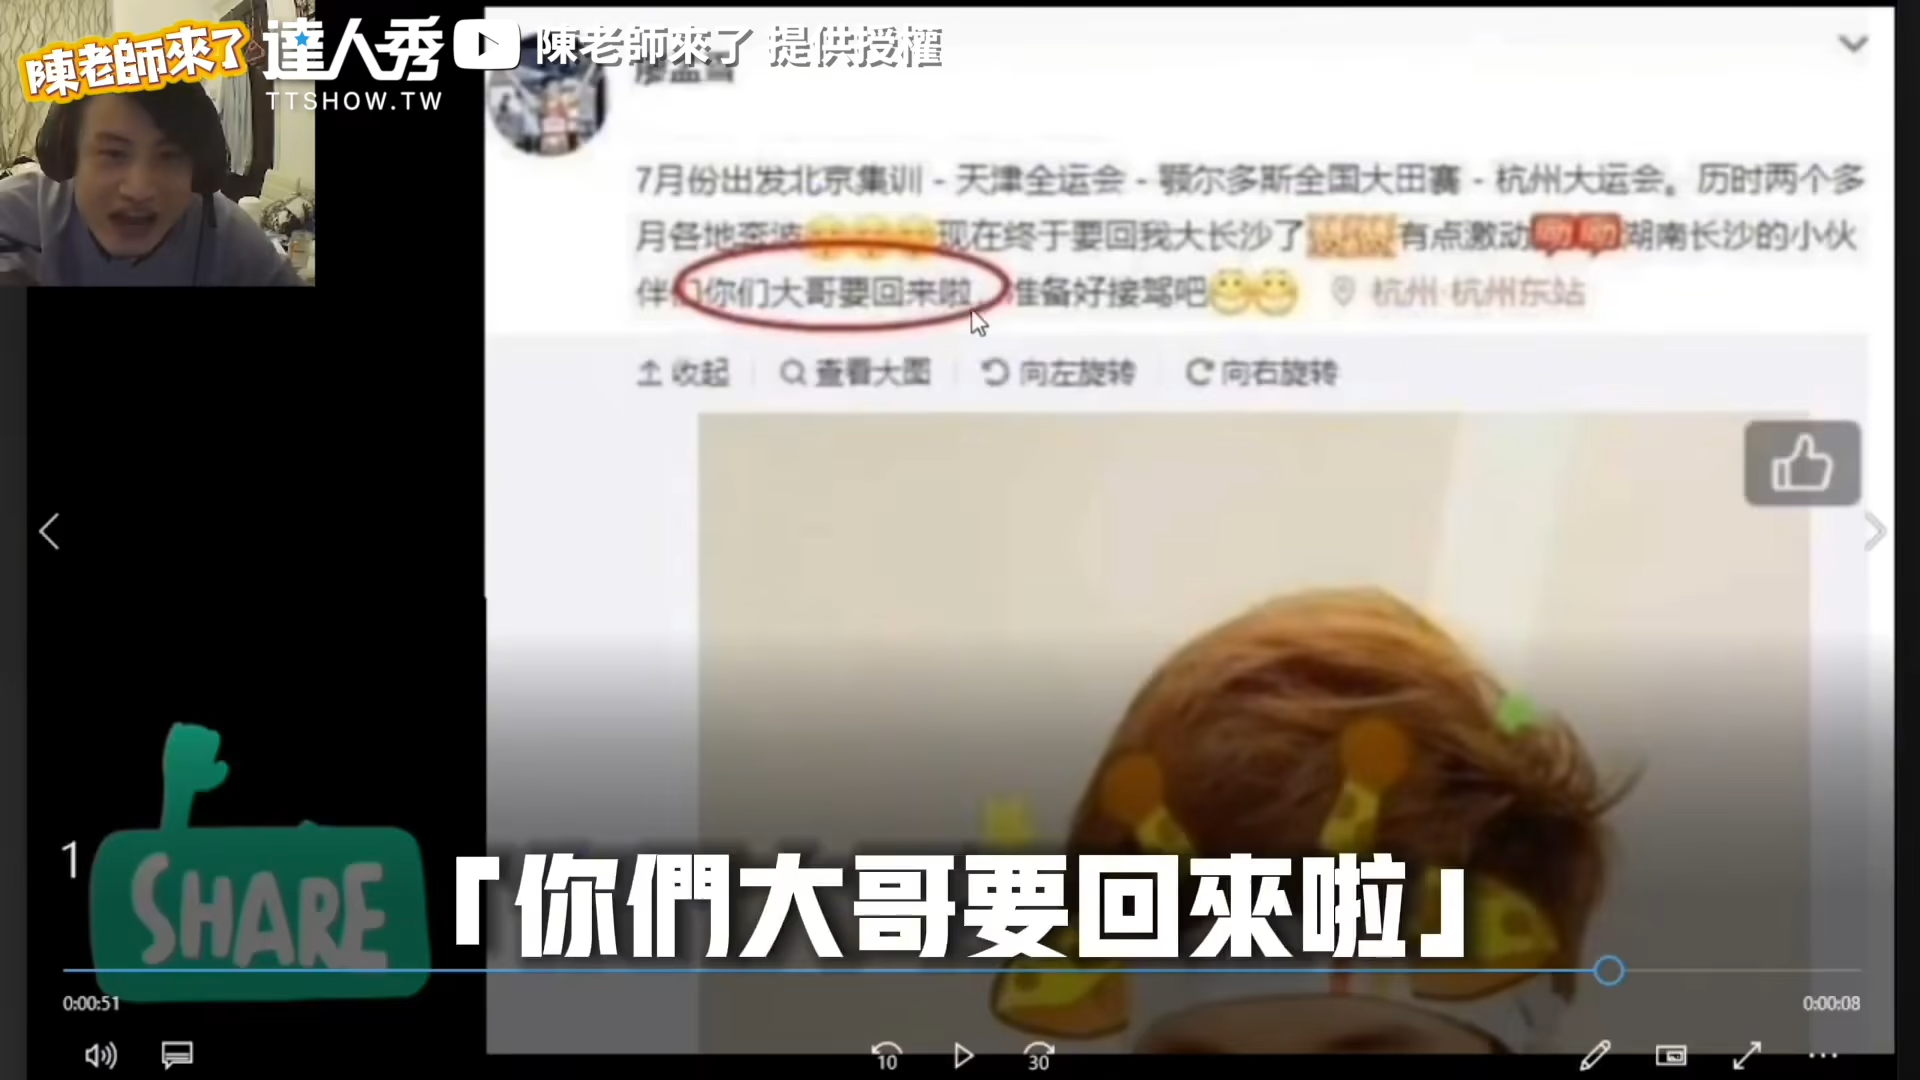 陳老師來了
達人秀
TTSHOW.TW
陳老師來了 提供授權
7月份出发北京集训 - 天津全运会 - 鄂尔多斯全国大田赛 - 杭州大运会。历时两个多
月各地奔波 现在终于要回我大长沙了 有点激动 湖南长沙的小伙
伴们你们大哥要回来啦 准备好接驾吧 杭州·杭州东站
收起 查看大图 向左旋转 向右旋转
1
SHARE
「你們大哥要回來啦」
0:00:51
0:00:08
10
30